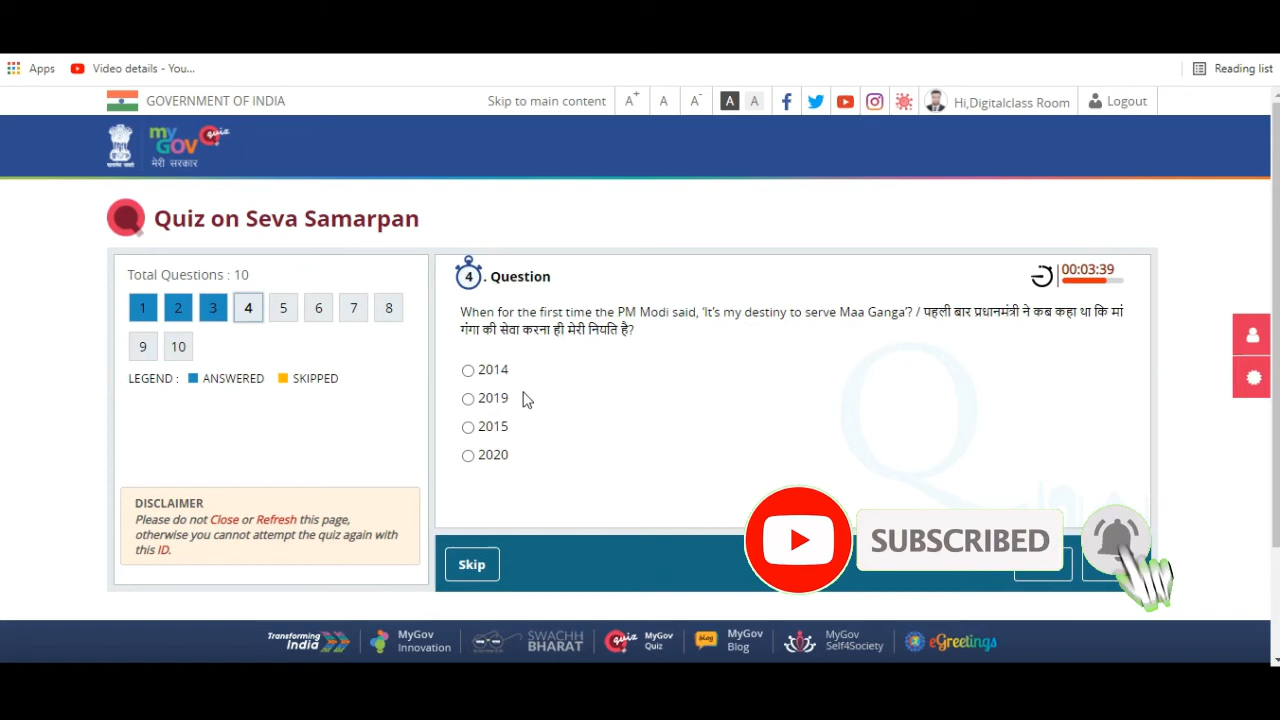 Apps
Video details - You...
Reading list
GOVERNMENT OF INDIA
Skip to main content
A+
A
A-
A
A
Hi,Digitalclass Room
Logout
my
GOV quiz
मेरी सरकार
Quiz on Seva Samarpan
Total Questions : 10
1
2
3
4
5
6
7
8
9
10
LEGEND :
ANSWERED
SKIPPED
DISCLAIMER
Please do not Close or Refresh this page,
otherwise you cannot attempt the quiz again with
this ID.
4 . Question
00:03:39
When for the first time the PM Modi said, ‘It’s my destiny to serve Maa Ganga’? / पहली बार प्रधानमंत्री ने कब कहा था कि मां
गंगा की सेवा करना ही मेरी नियति है?
2014
2019
2015
2020
Skip
SUBSCRIBED
Transforming
India
MyGov
Innovation
SWACHH
BHARAT
quiz
MyGov
Quiz
blog
MyGov
Blog
MyGov
Self4Society
eGreetings